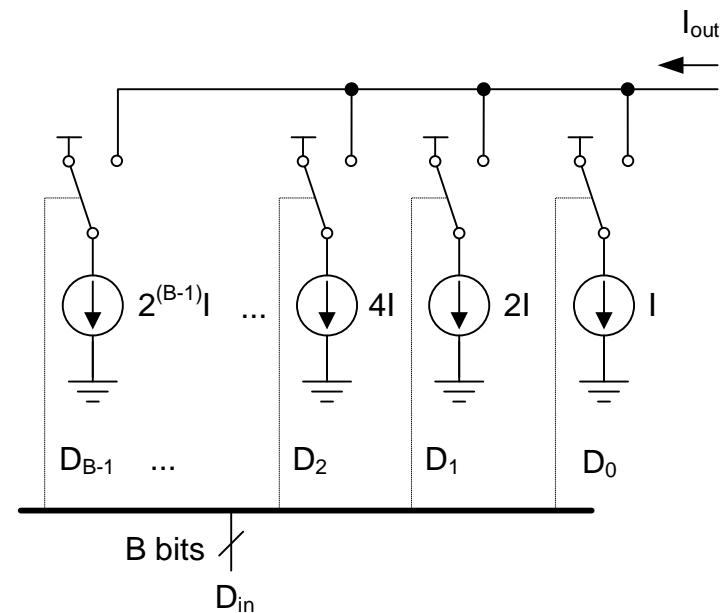 I_out
2^(B-1)I ... 4I 2I I
D_B-1 ... D_2 D_1 D_0
B bits
D_in